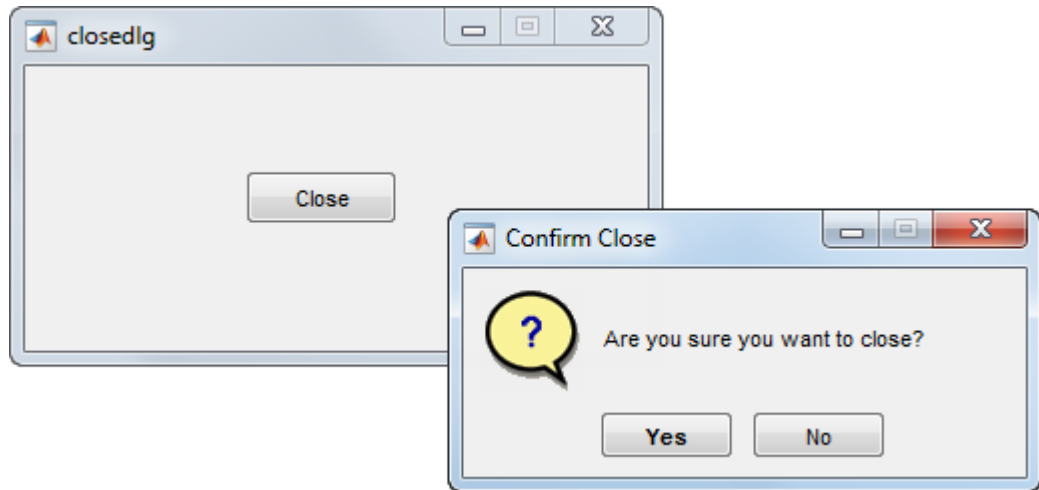 closedlg
Close
Confirm Close
?
Are you sure you want to close?
Yes No